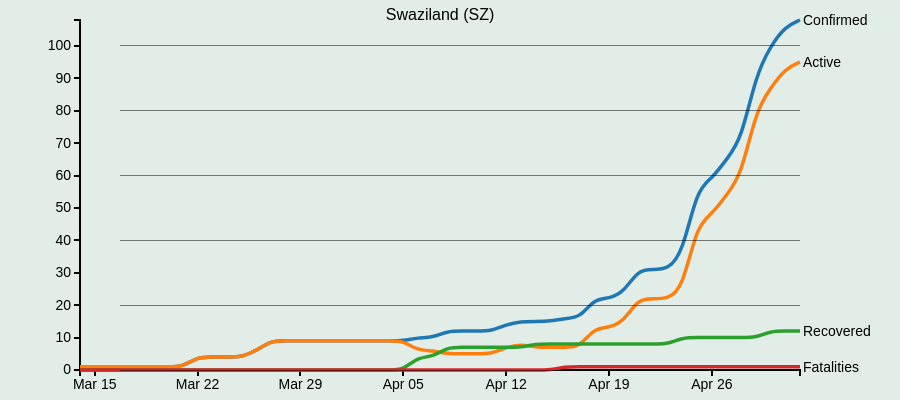 Swaziland (SZ)
Confirmed
100
Active
90
80
70
60
50
40
30
20
Recovered
10
0
Fatalities
Mar 15 Mar 22 Mar 29 Apr 05 Apr 12 Apr 19 Apr 26